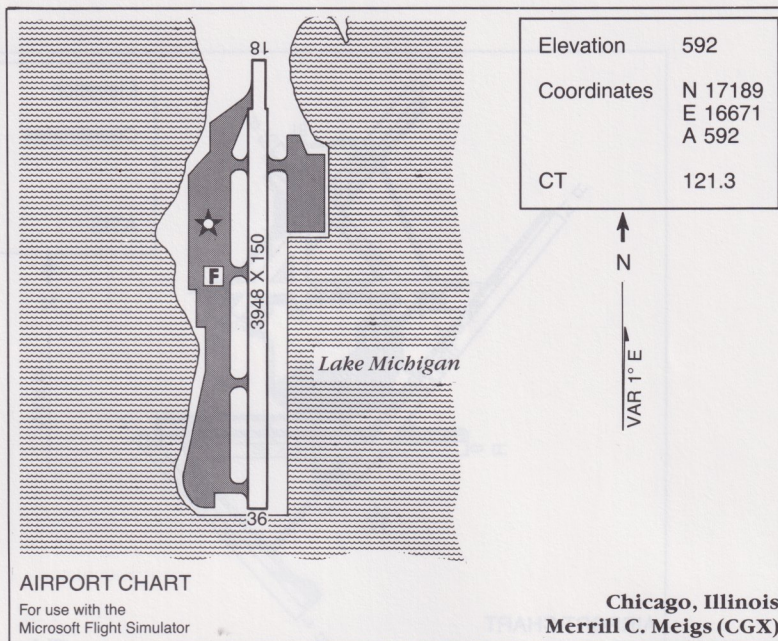 18
3948 X 150
F
36
Lake Michigan
Elevation 592
Coordinates N 17189
E 16671
A 592
CT 121.3
N
VAR 1° E
AIRPORT CHART
For use with the
Microsoft Flight Simulator
Chicago, Illinois
Merrill C. Meigs (CGX)